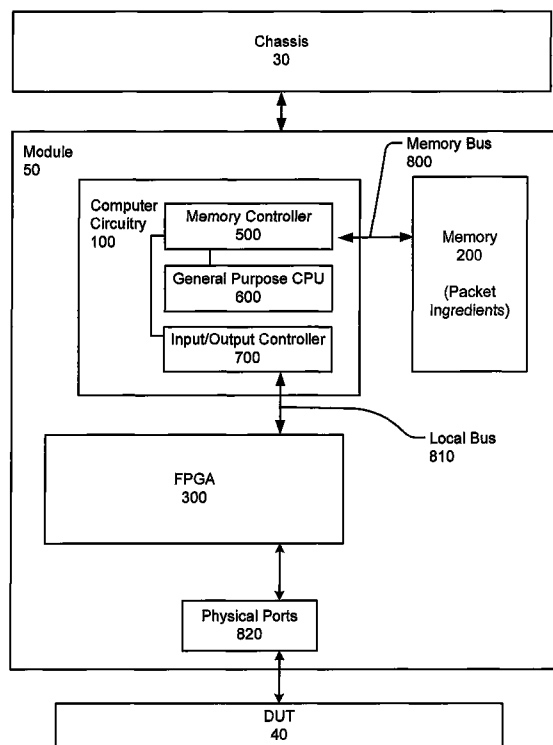 Chassis
30
Module
50
Memory Bus
800
Computer
Circuitry
100
Memory Controller
500
General Purpose CPU
600
Input/Output Controller
700
Memory
200
(Packet
Ingredients)
Local Bus
810
FPGA
300
Physical Ports
820
DUT
40